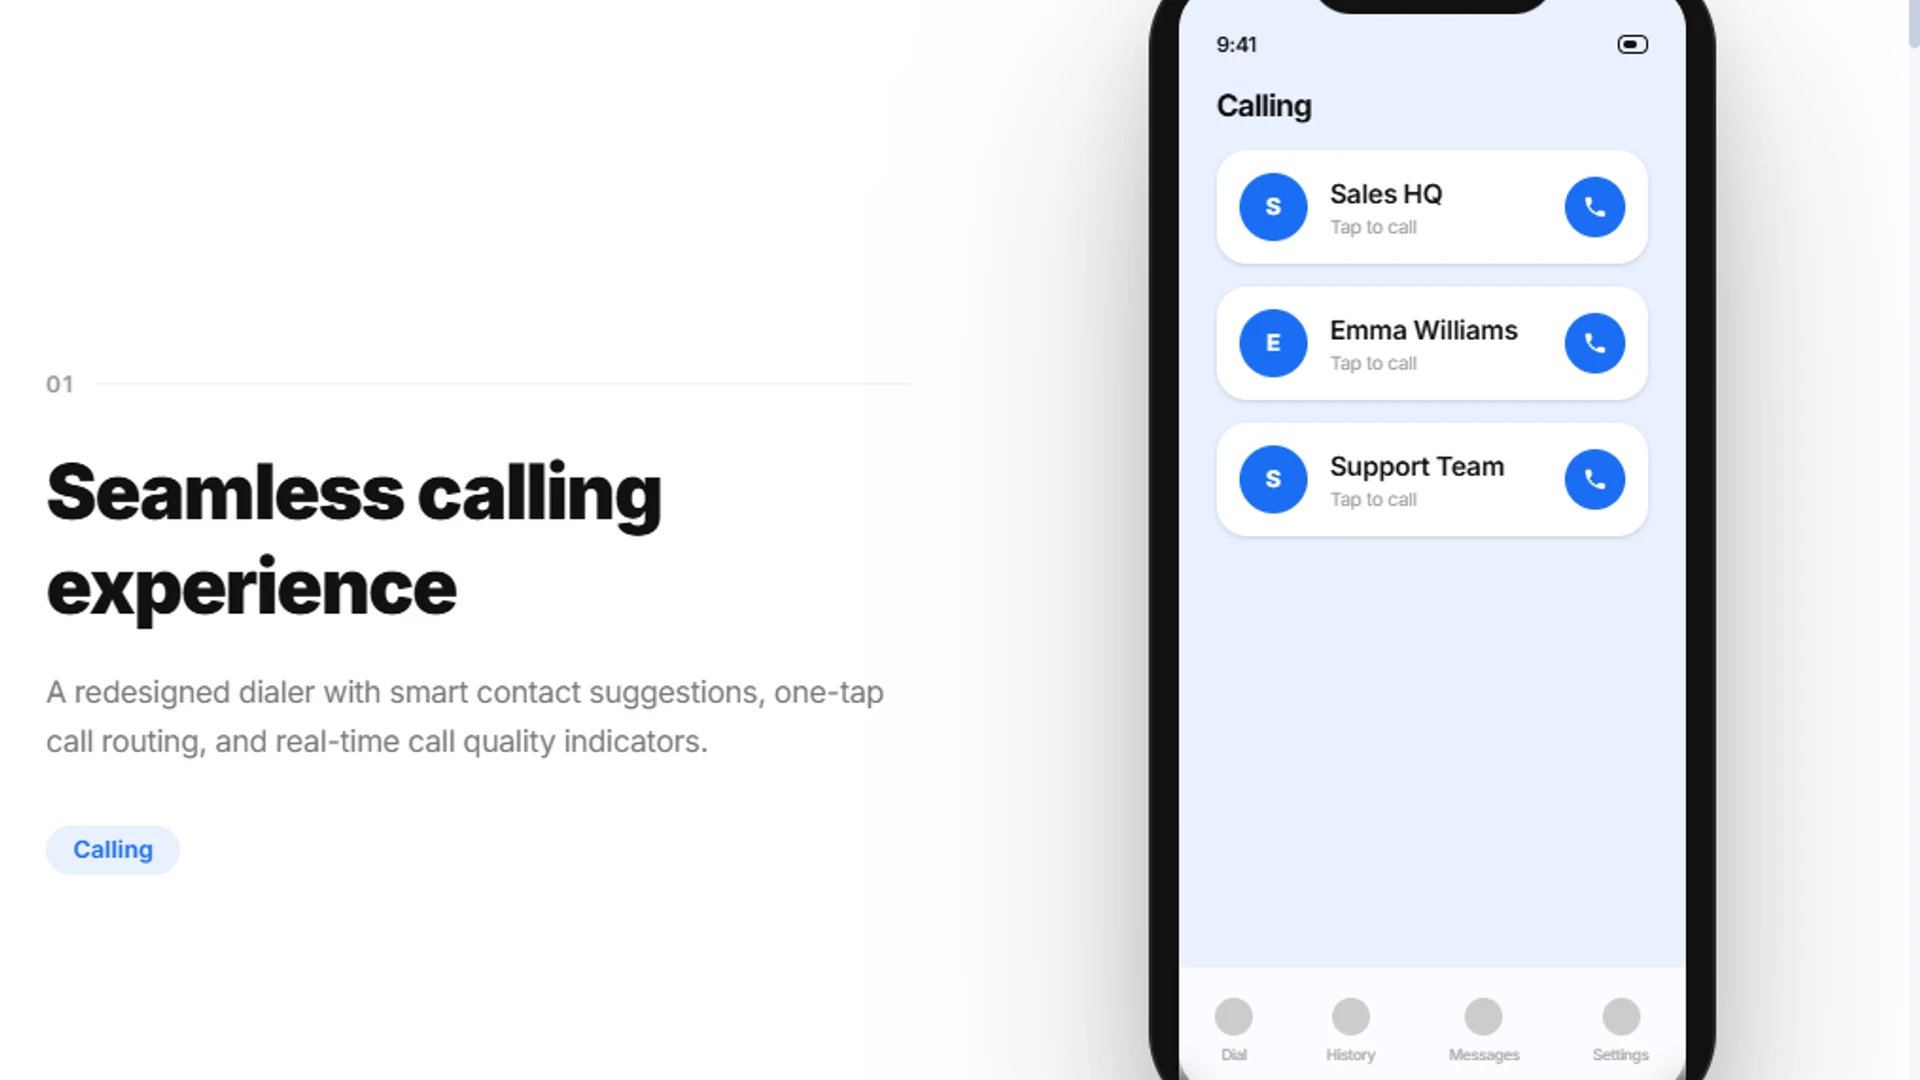 01
Seamless calling
experience
A redesigned dialer with smart contact suggestions, one-tap
call routing, and real-time call quality indicators.
Calling
9:41
Calling
S
Sales HQ
Tap to call
E
Emma Williams
Tap to call
S
Support Team
Tap to call
Dial
History
Messages
Settings